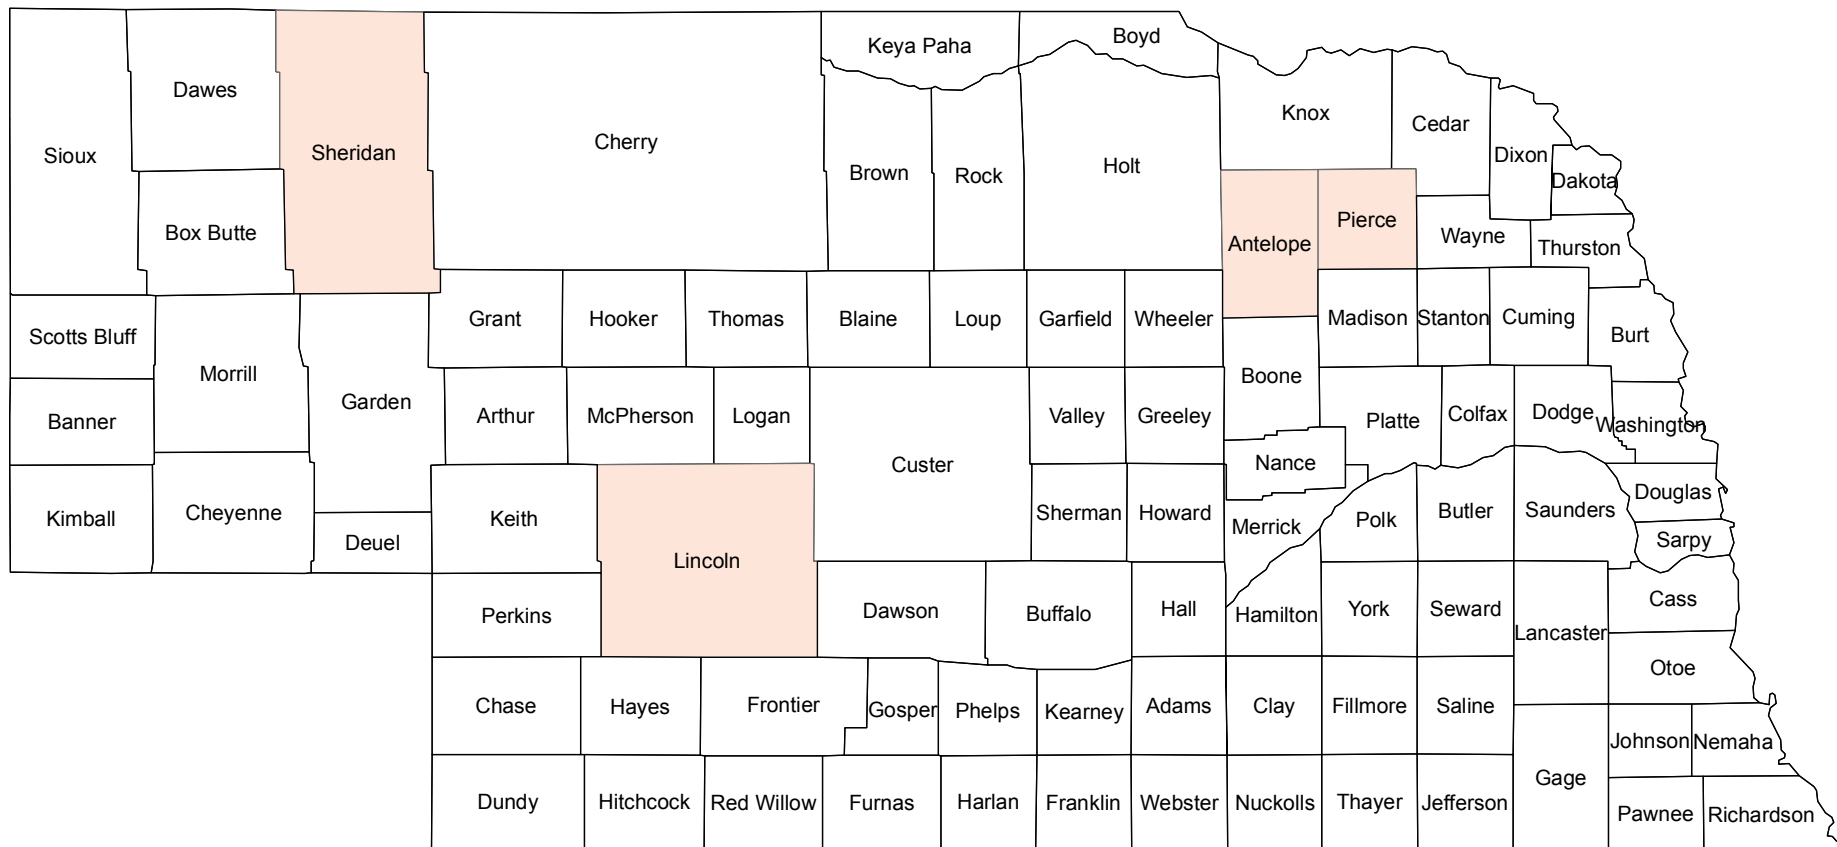 Keya Paha
Boyd
Dawes
Knox
Cedar
Sioux
Sheridan
Cherry
Brown
Rock
Holt
Dixon
Dakota
Box Butte
Antelope
Pierce
Wayne
Thurston
Scotts Bluff
Grant
Hooker
Thomas
Blaine
Loup
Garfield
Wheeler
Madison
Stanton
Cuming
Burt
Morrill
Garden
Boone
Banner
Arthur
McPherson
Logan
Valley
Greeley
Platte
Colfax
Dodge
Washington
Custer
Nance
Kimball
Cheyenne
Keith
Sherman
Howard
Merrick
Polk
Butler
Saunders
Douglas
Deuel
Sarpy
Lincoln
Perkins
Dawson
Buffalo
Hall
Hamilton
York
Seward
Lancaster
Cass
Otoe
Chase
Hayes
Frontier
Gosper
Phelps
Kearney
Adams
Clay
Fillmore
Saline
Johnson
Nemaha
Gage
Dundy
Hitchcock
Red Willow
Furnas
Harlan
Franklin
Webster
Nuckolls
Thayer
Jefferson
Pawnee
Richardson